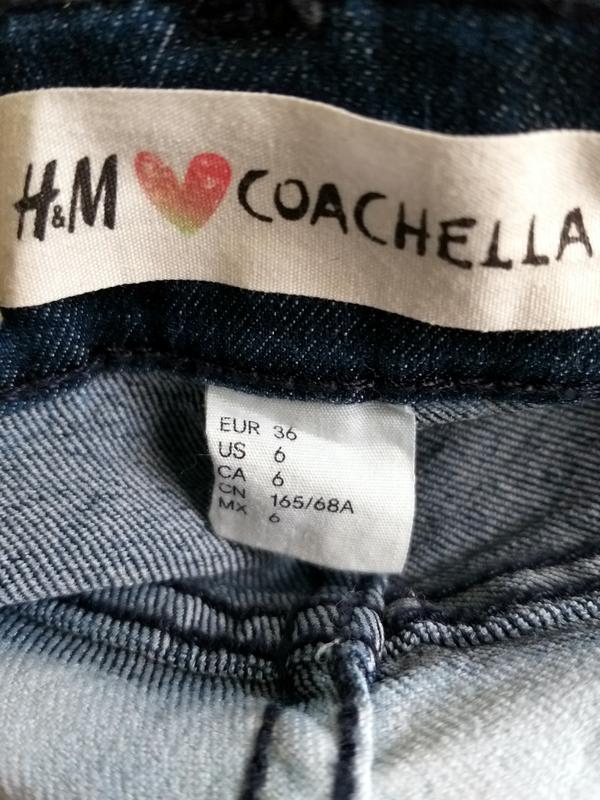 H&M COACHELLA
EUR 36
US 6
CA 6
CN 165/68A
MX 6